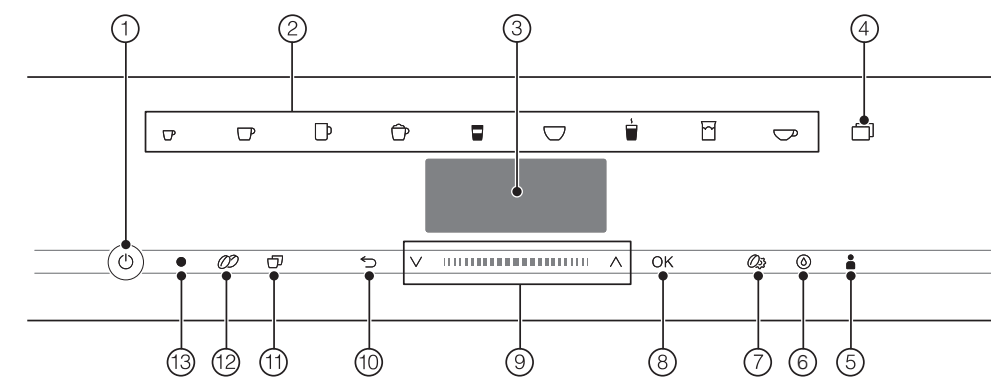 ① ② ③ ④
OK
⑬ ⑫ ⑪ ⑩ ⑨ ⑧ ⑦ ⑥ ⑤